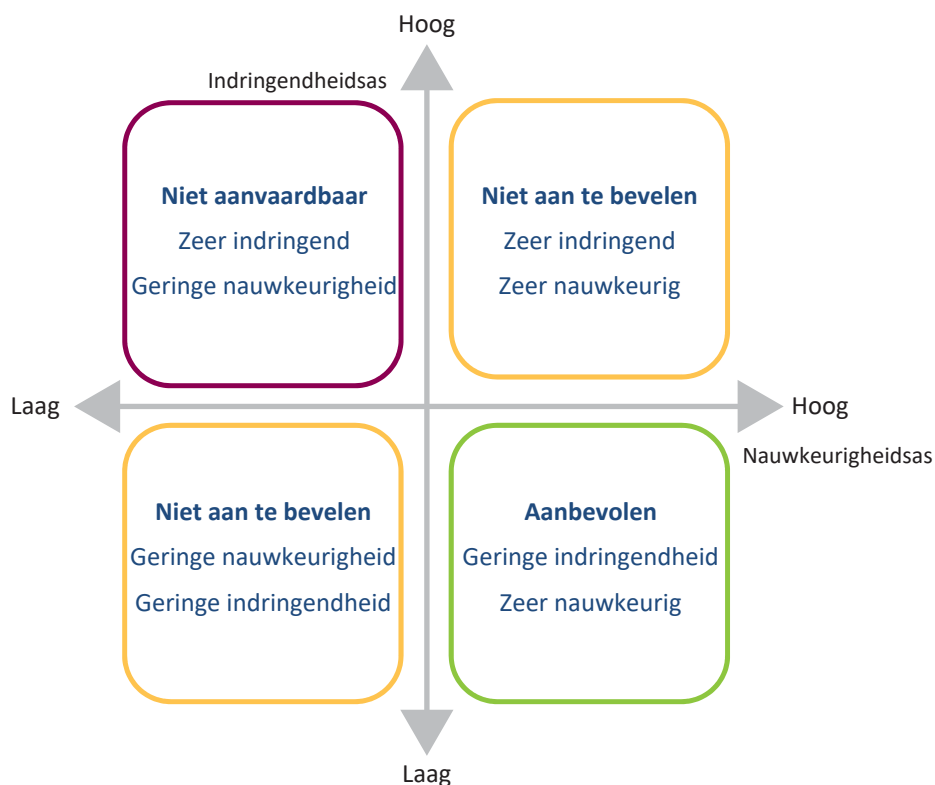 Hoog
Indringendheidsas
Niet aanvaardbaar
Zeer indringend
Geringe nauwkeurigheid
Niet aan te bevelen
Zeer indringend
Zeer nauwkeurig
Laag
Hoog
Nauwkeurigheidsas
Niet aan te bevelen
Geringe nauwkeurigheid
Geringe indringendheid
Aanbevolen
Geringe indringendheid
Zeer nauwkeurig
Laag